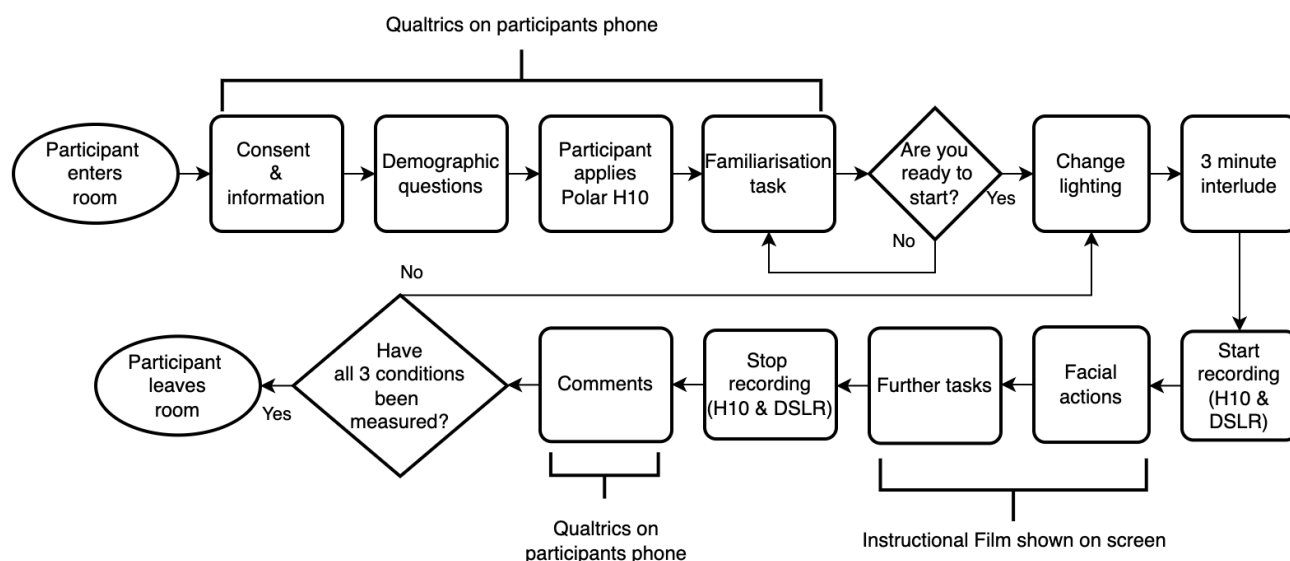 Qualtrics on participants phone
Participant
enters
room
Consent
&
information
Demographic
questions
Participant
applies
Polar H10
Familiarisation
task
Are you
ready to
start?
Yes
No
Change
lighting
3 minute
interlude
Start
recording
(H10 &
DSLR)
Facial
actions
Further tasks
Stop
recording
(H10 & DSLR)
Comments
Have
all 3 conditions
been
measured?
No
Yes
Participant
leaves
room
Qualtrics on
participants phone
Instructional Film shown on screen